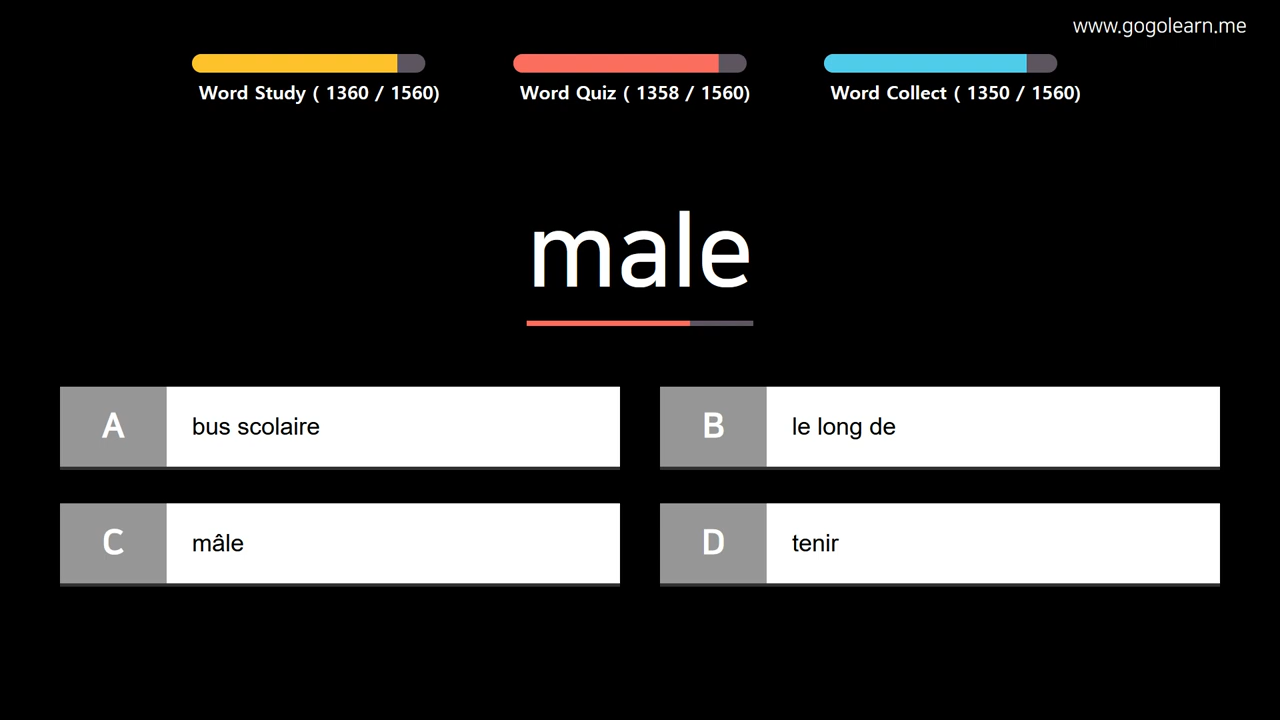 www.gogolearn.me
Word Study ( 1360 / 1560)
Word Quiz ( 1358 / 1560)
Word Collect ( 1350 / 1560)
male
A bus scolaire
B le long de
C mâle
D tenir